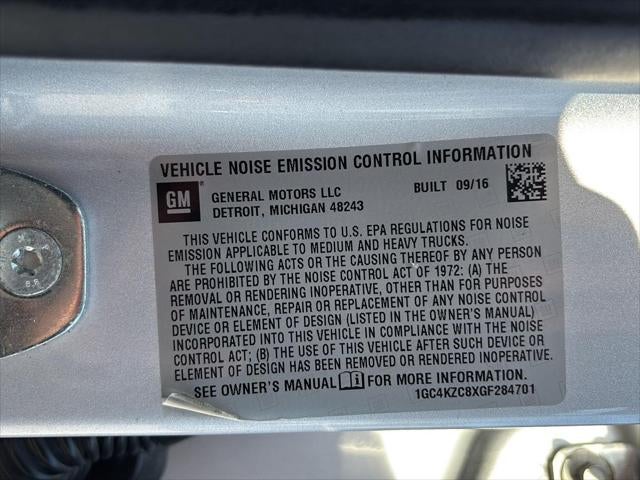 VEHICLE NOISE EMISSION CONTROL INFORMATION
GM
GENERAL MOTORS LLC BUILT 09/16
DETROIT, MICHIGAN 48243
THIS VEHICLE CONFORMS TO U.S. EPA REGULATIONS FOR NOISE
EMISSION APPLICABLE TO MEDIUM AND HEAVY TRUCKS.
THE FOLLOWING ACTS OR THE CAUSING THEREOF BY ANY PERSON
ARE PROHIBITED BY THE NOISE CONTROL ACT OF 1972: (A) THE
REMOVAL OR RENDERING INOPERATIVE, OTHER THAN FOR PURPOSES
OF MAINTENANCE, REPAIR OR REPLACEMENT OF ANY NOISE CONTROL
DEVICE OR ELEMENT OF DESIGN (LISTED IN THE OWNER'S MANUAL)
INCORPORATED INTO THIS VEHICLE IN COMPLIANCE WITH THE NOISE
CONTROL ACT; (B) THE USE OF THIS VEHICLE AFTER SUCH DEVICE OR
ELEMENT OF DESIGN HAS BEEN REMOVED OR RENDERED INOPERATIVE.
SEE OWNER'S MANUAL FOR MORE INFORMATION.
1GC4KZC8XGF284701
8.8